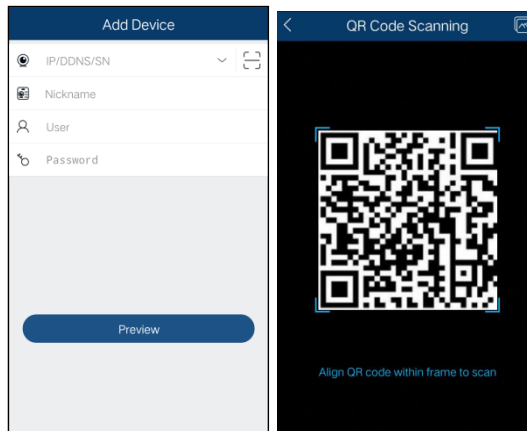 Add Device
IP/DDNS/SN
Nickname
User
Password
Preview
QR Code Scanning
Align QR code within frame to scan